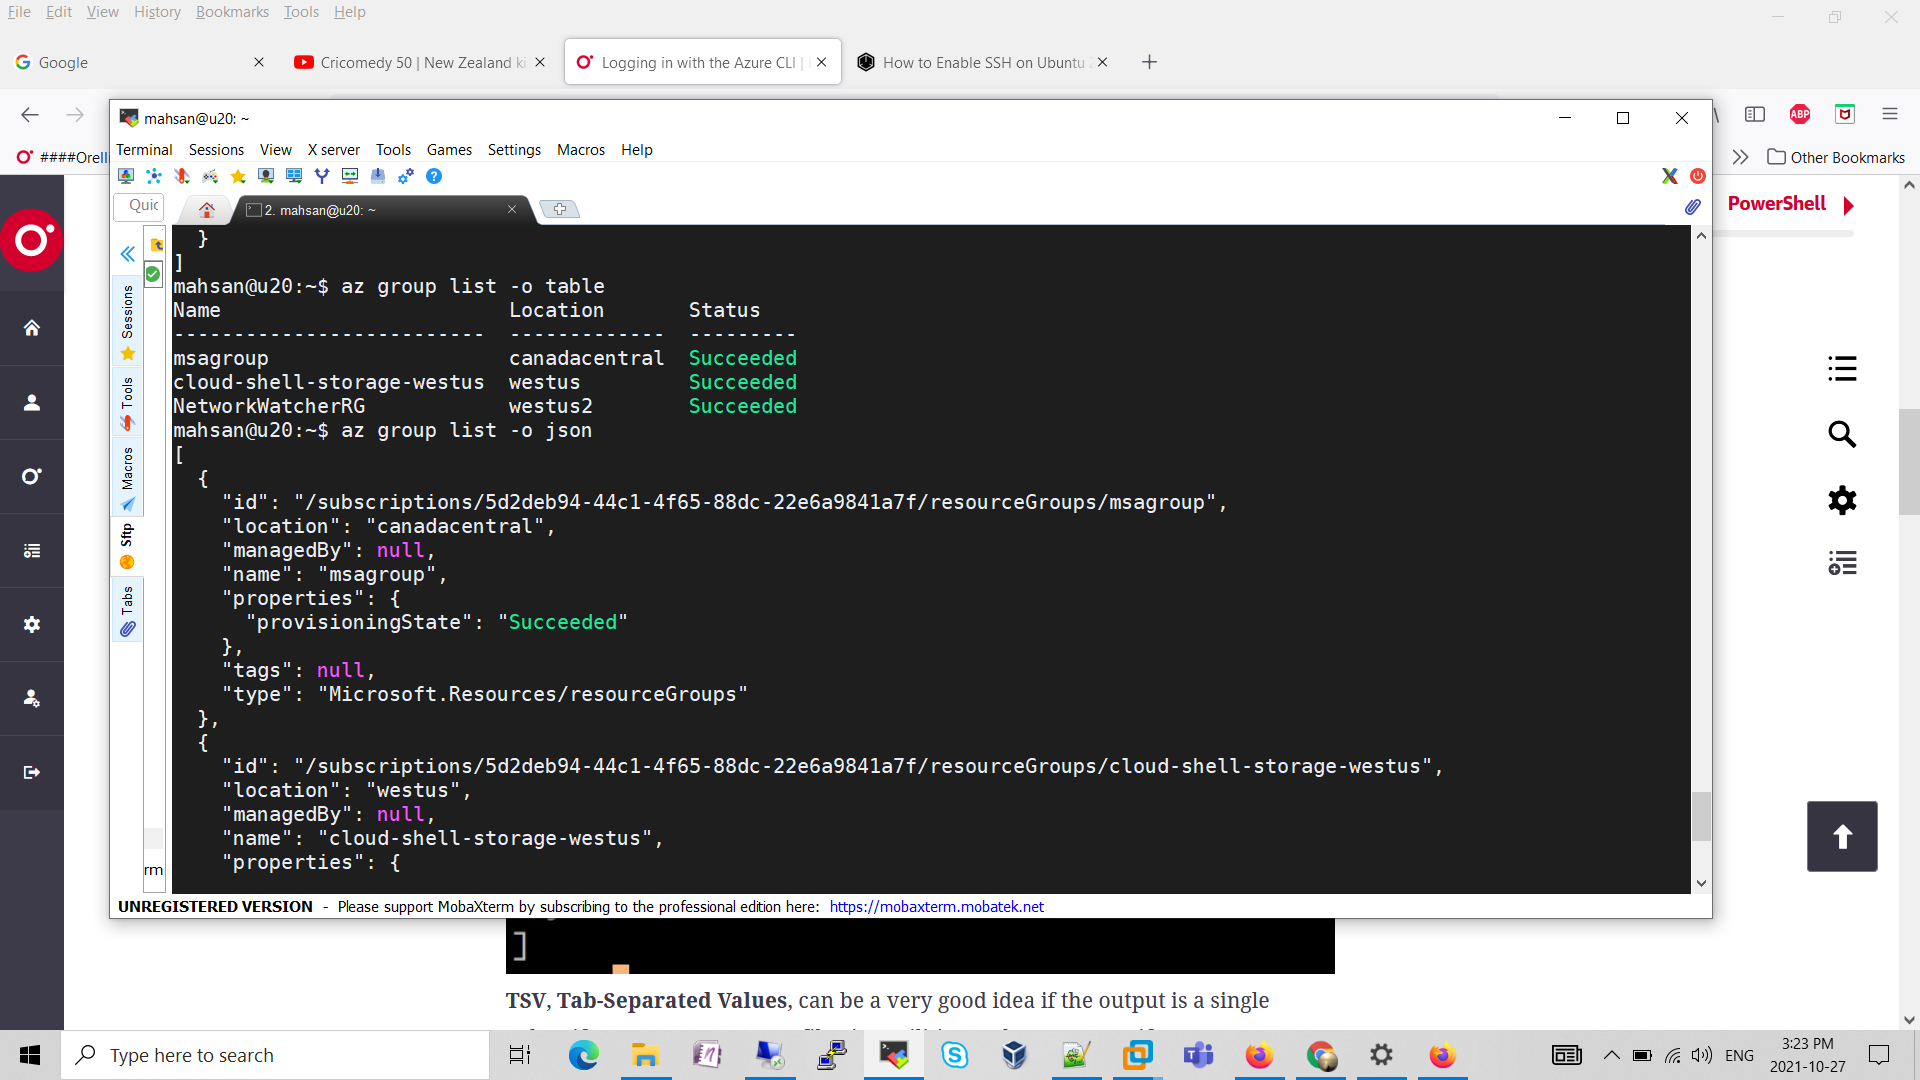 File Edit View History Bookmarks Tools Help
Google
Cricomedy 50 | New Zealand ki
Logging in with the Azure CLI |
How to Enable SSH on Ubuntu
####Orell
Other Bookmarks
ABP
mahsan@u20: ~
Terminal Sessions View X server Tools Games Settings Macros Help
Quic
2. mahsan@u20: ~
PowerShell
Sessions
Tools
Macros
Sftp
Tabs
rm
}
]
mahsan@u20:~$ az group list -o table
Name Location Status
--------------------------  -------------  ---------
msagroup canadacentral Succeeded
cloud-shell-storage-westus westus Succeeded
NetworkWatcherRG westus2 Succeeded
mahsan@u20:~$ az group list -o json
[
{
"id": "/subscriptions/5d2deb94-44c1-4f65-88dc-22e6a9841a7f/resourceGroups/msagroup",
"location": "canadacentral",
"managedBy": null,
"name": "msagroup",
"properties": {
"provisioningState": "Succeeded"
},
"tags": null,
"type": "Microsoft.Resources/resourceGroups"
},
{
"id": "/subscriptions/5d2deb94-44c1-4f65-88dc-22e6a9841a7f/resourceGroups/cloud-shell-storage-westus",
"location": "westus",
"managedBy": null,
"name": "cloud-shell-storage-westus",
"properties": {
UNREGISTERED VERSION - Please support MobaXterm by subscribing to the professional edition here: https://mobaxterm.mobatek.net
]
TSV, Tab-Separated Values, can be a very good idea if the output is a single
Type here to search
ENG
3:23 PM
2021-10-27